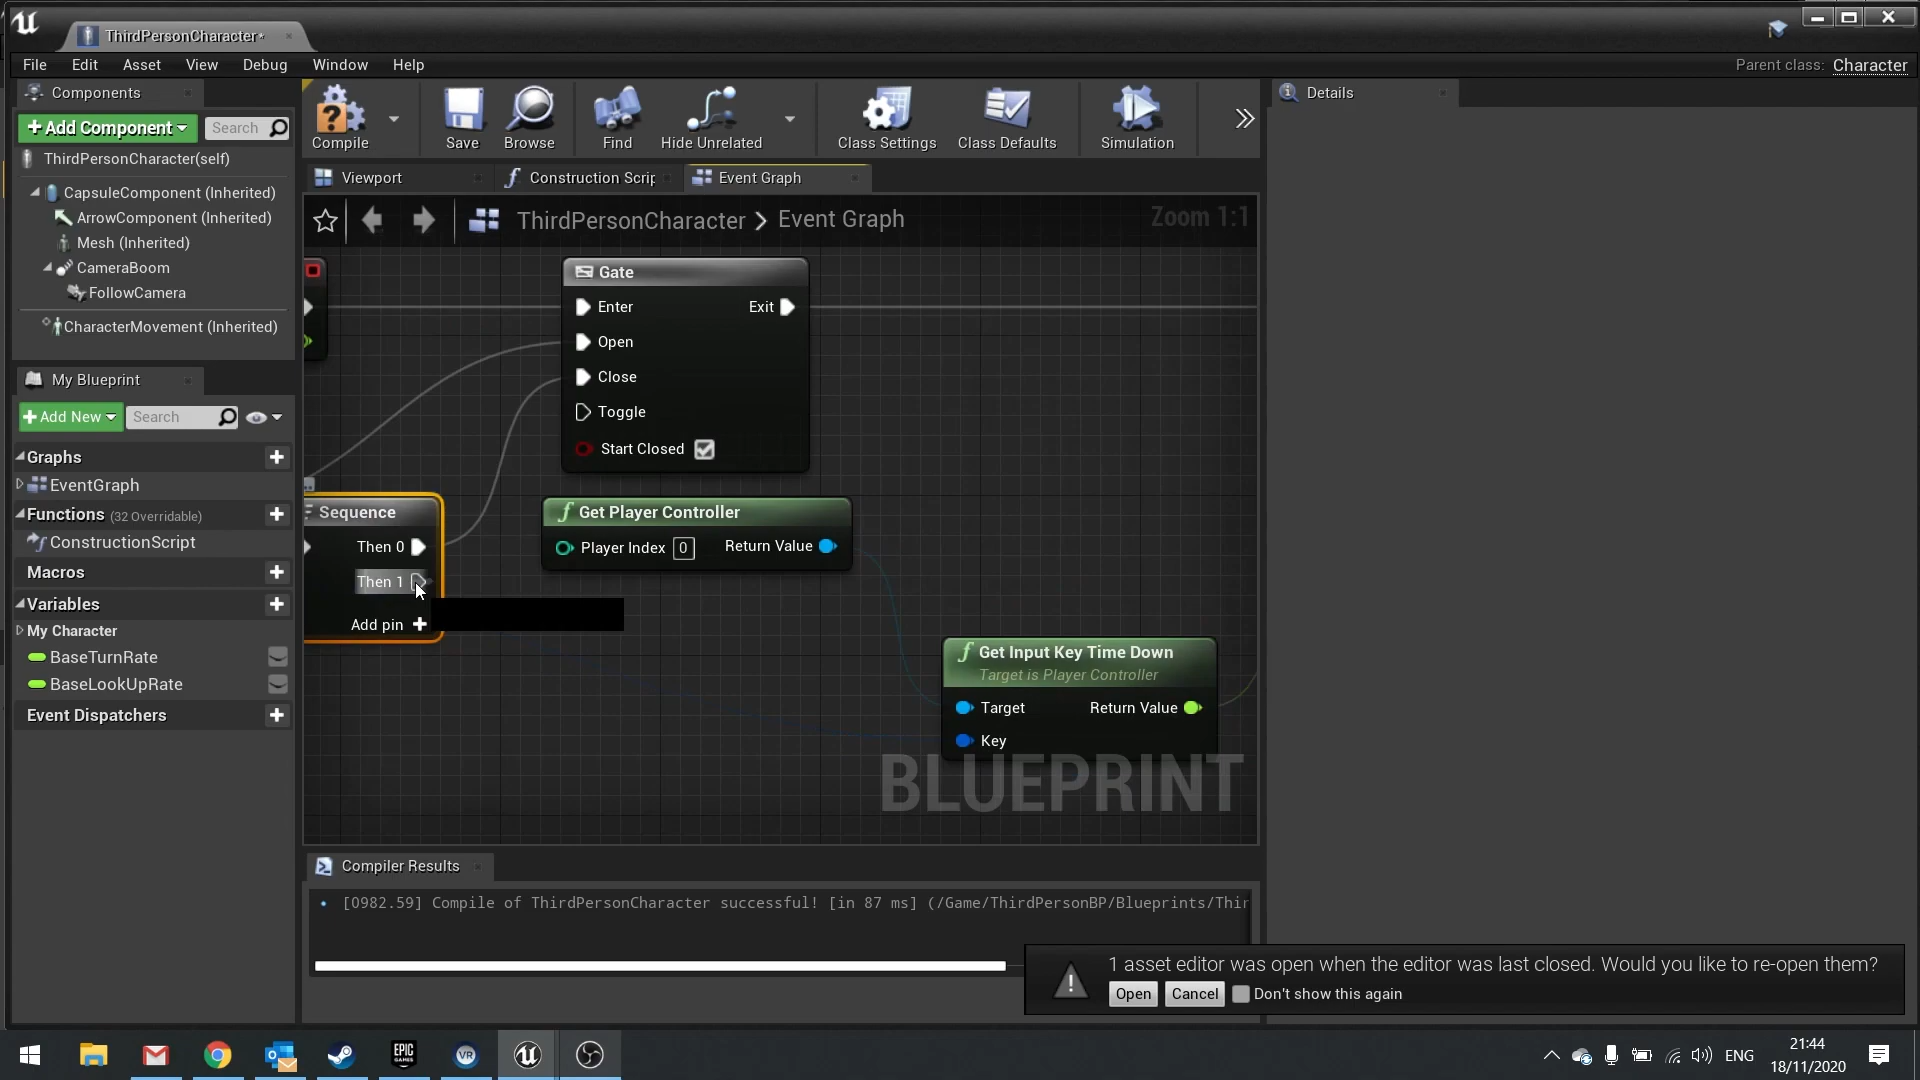 ThirdPersonCharacter*
File Edit Asset View Debug Window Help
Parent class: Character
Components
Add Component
Search
ThirdPersonCharacter(self)
CapsuleComponent (Inherited)
ArrowComponent (Inherited)
Mesh (Inherited)
CameraBoom
FollowCamera
CharacterMovement (Inherited)
My Blueprint
Add New
Search
Graphs
EventGraph
Functions (32 Overridable)
ConstructionScript
Macros
Variables
My Character
BaseTurnRate
BaseLookUpRate
Event Dispatchers
Compile
Save
Browse
Find
Hide Unrelated
Class Settings
Class Defaults
Simulation
Viewport
Construction Scrip
Event Graph
ThirdPersonCharacter > Event Graph
Zoom 1:1
Gate
Enter Exit
Open
Close
Toggle
Start Closed
Sequence
Then 0
Then 1
Add pin
Get Player Controller
Player Index 0 Return Value
Get Input Key Time Down
Target is Player Controller
Target Return Value
Key
BLUEPRINT
Compiler Results
[0982.59] Compile of ThirdPersonCharacter successful! [in 87 ms] (/Game/ThirdPersonBP/Blueprints/Thir
Details
1 asset editor was open when the editor was last closed. Would you like to re-open them?
Open Cancel Don't show this again
EPIC
GAMES
VR
ENG
21:44
18/11/2020